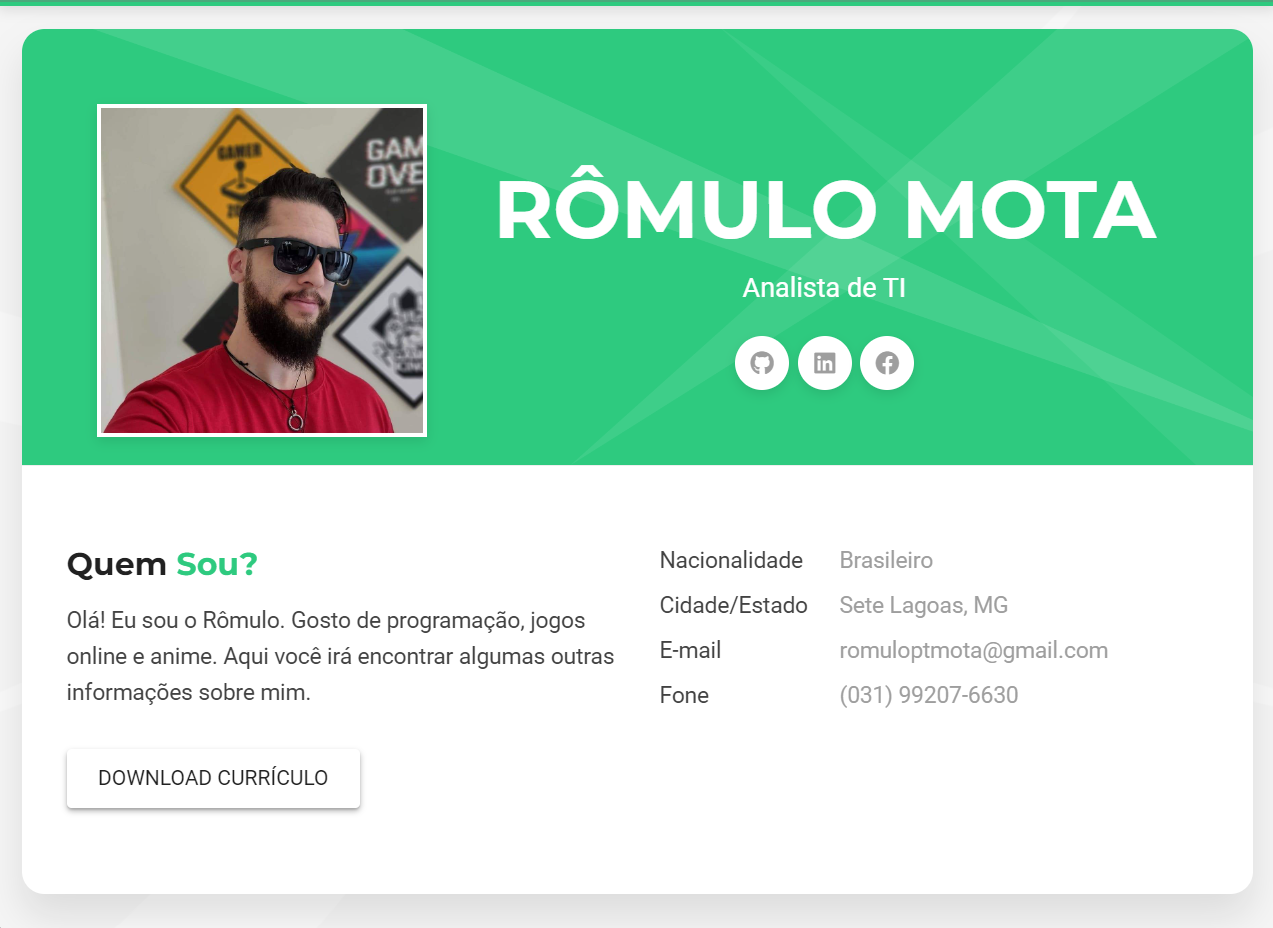 GAMER
GAM
OVE
RÔMULO MOTA
Analista de TI
in
Quem Sou?
Olá! Eu sou o Rômulo. Gosto de programação, jogos
online e anime. Aqui você irá encontrar algumas outras
informações sobre mim.
DOWNLOAD CURRÍCULO
Nacionalidade Brasileiro
Cidade/Estado Sete Lagoas, MG
E-mail romuloptmota@gmail.com
Fone (031) 99207-6630